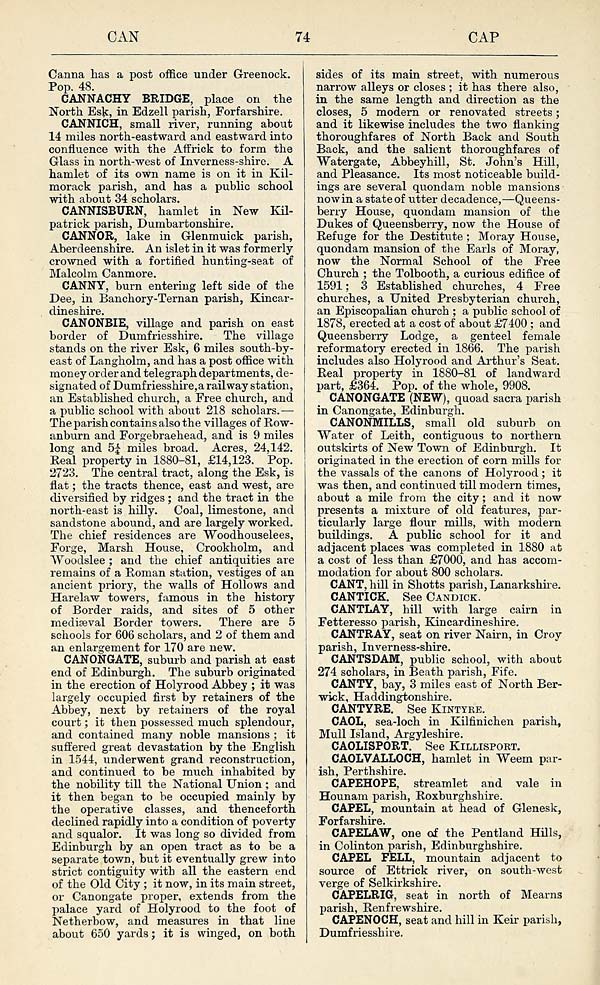 CAN 74 CAP
Canna has a post office under Greenock.
Pop. 48.
CANNACHY BRIDGE, place on the
North Esk, in Edzell parish, Forfarshire.
CANNICH, small river, running about
14 miles north-eastward and eastward into
confluence with the Affrick to form the
Glass in north-west of Inverness-shire. A
hamlet of its own name is on it in Kil-
morack parish, and has a public school
with about 34 scholars.
CANNISBURN, hamlet in New Kil-
patrick parish, Dumbartonshire.
CANNOR, lake in Glenmuick parish,
Aberdeenshire. An islet in it was formerly
crowned with a fortified hunting-seat of
Malcolm Canmore.
CANNY, burn entering left side of the
Dee, in Banchory-Ternan parish, Kincar-
dineshire.
CANONBIE, village and parish on east
border of Dumfriesshire. The village
stands on the river Esk, 6 miles south-by-
east of Langholm, and has a post office with
money order and telegraph departments, de-
signated of Dumfriesshire, a railway station,
an Established church, a Free church, and
a public school with about 218 scholars.—
The parish contains also the villages of Row-
anburn and Forgebraehead, and is 9 miles
long and 5¼ miles broad. Acres, 24,142.
Real property in 1880-81, £14,123. Pop.
2723. The central tract, along the Esk, is
flat; the tracts thence, east and west, are
diversified by ridges; and the tract in the
north-east is hilly. Coal, limestone, and
sandstone abound, and are largely worked.
The chief residences are Woodhouselees,
Forge, Marsh House, Crookholm, and
Woodslee; and the chief antiquities are
remains of a Roman station, vestiges of an
ancient priory, the walls of Hollows and
Harelaw towers, famous in the history
of Border raids, and sites of 5 other
mediæval Border towers. There are 5
schools for 606 scholars, and 2 of them and
an enlargement for 170 are new.
CANONGATE, suburb and parish at east
end of Edinburgh. The suburb originated
in the erection of Holyrood Abbey; it was
largely occupied first by retainers of the
Abbey, next by retainers of the royal
court; it then possessed much splendour,
and contained many noble mansions; it
suffered great devastation by the English
in 1544, underwent grand reconstruction,
and continued to be much inhabited by
the nobility till the National Union; and
it then began to be occupied mainly by
the operative classes, and thenceforth
declined rapidly into a condition of poverty
and squalor. It was long so divided from
Edinburgh by an open tract as to be a
separate town, but it eventually grew into
strict contiguity with all the eastern end
of the Old City; it now, in its main street,
or Canongate proper, extends from the
palace yard of Holyrood to the foot of
Netherbow, and measures in that line
about 650 yards; it is winged, on both
sides of its main street, with numerous
narrow alleys or closes; it has there also,
in the same length and direction as the
closes, 5 modern or renovated streets;
and it likewise includes the two flanking
thoroughfares of North Back and South
Back, and the salient thoroughfares of
Watergate, Abbeyhill, St. John's Hill,
and Pleasance. Its most noticeable build-
ings are several quondam noble mansions
now in a state of utter decadence,—Queens-
berry House, quondam mansion of the
Dukes of Queensberry, now the House of
Refuge for the Destitute; Moray House,
quondam mansion of the Earls of Moray,
now the Normal School of the Free
Church; the Tolbooth, a curious edifice of
1591; 3 Established churches, 4 Free
churches, a United Presbyterian church,
an Episcopalian church; a public school of
1878, erected at a cost of about £7400; and
Queensberry Lodge, a genteel female
reformatory erected in 1866. The parish
includes also Holyrood and Arthur's Seat.
Real property in 1880-81 of landward
part, £364. Pop. of the whole, 9908.
CANONGATE (NEW), quoad sacra parish
in Canongate, Edinburgh.
CANONMILLS, small old suburb on
Water of Leith, contiguous to northern
outskirts of New Town of Edinburgh. It
originated in the erection of corn mills for
the vassals of the canons of Holyrood; it
was then, and continued till modern times,
about a mile from the city; and it now
presents a mixture of old features, par-
ticularly large flour mills, with modern
buildings. A public school for it and
adjacent places was completed in 1880 at
a cost of less than £7000, and has accom-
modation for about 800 scholars.
CANT, hill in Shotts parish, Lanarkshire.
CANTICK. See CANDICK.
CANTLAY, hill with large cairn in
Fetteresso parish, Kincardineshire.
CANTRAY, seat on river Nairn, in Croy
parish, Inverness-shire.
CANTSDAM, public school, with about
274 scholars, in Beath parish, Fife.
CANTY, bay, 3 miles east of North Ber-
wick, Haddingtonshire.
CANTYRE. See KINTYRE.
CAOL, sea-loch in Kilfinichen parish,
Mull Island, Argyleshire.
CAOLISPORT. See KILLISPORT.
CAOLVALLOCH, hamlet in Weem par-
ish, Perthshire.
CAPEHOPE, streamlet and vale in
Hounam parish, Roxburghshire.
CAPEL, mountain at head of Glenesk,
Forfarshire.
CAPELAW, one of the Pentland Hills,
in Colinton parish, Edinburghshire.
CAPEL FELL, mountain adjacent to
source of Ettrick river, on south-west
verge of Selkirkshire.
CAPELRIG, seat in north of Mearns
parish, Renfrewshire.
CAPENOCH, seat and hill in Keir parish,
Dumfriesshire.